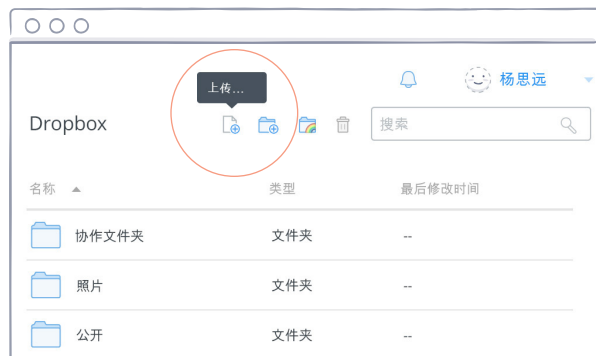 杨思远
上传...
Dropbox
搜索
名称 类型 最后修改时间
协作文件夹 文件夹 --
照片 文件夹 --
公开 文件夹 --